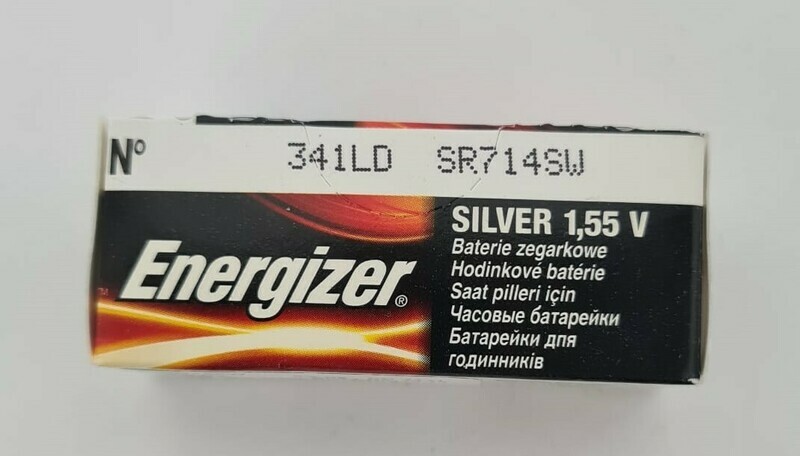 N° 341LD SR714SW
Energizer®
SILVER 1,55 V
Baterie zegarkowe
Hodinkové batérie
Saat pilleri için
Часовые батарейки
Батарейки для
годинників